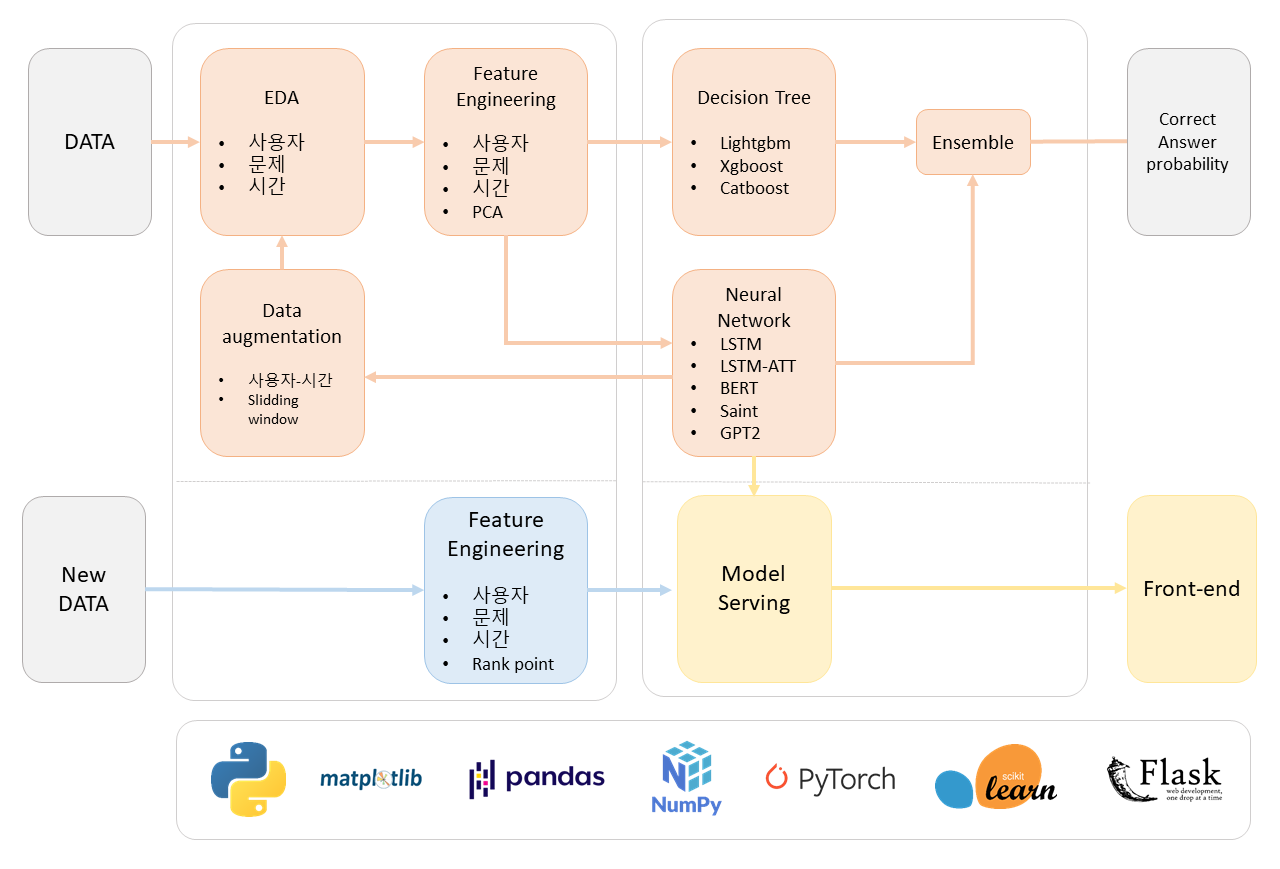 DATA
EDA
• 사용자
• 문제
• 시간
Feature
Engineering
• 사용자
• 문제
• 시간
• PCA
Decision Tree
• Lightgbm
• Xgboost
• Catboost
Ensemble
Correct
Answer
probability
Data
augmentation
• 사용자-시간
• Slidding
window
Neural
Network
• LSTM
• LSTM-ATT
• BERT
• Saint
• GPT2
New
DATA
Feature
Engineering
• 사용자
• 문제
• 시간
• Rank point
Model
Serving
Front-end
matplotlib
pandas
NumPy
PyTorch
scikit
learn
Flask
web development,
one drop at a time